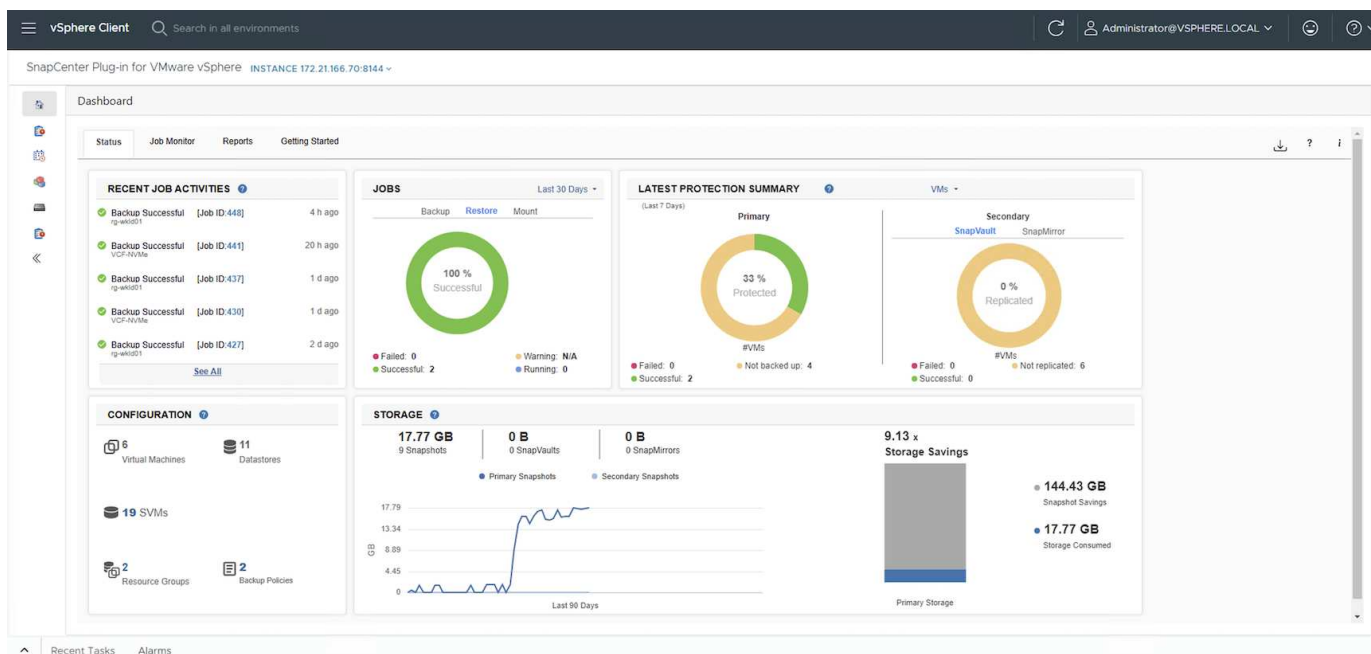 vSphere Client
Search in all environments
Administrator@VSPHERE.LOCAL
SnapCenter Plug-in for VMware vSphere INSTANCE 172.21.166.70:8144
Dashboard
Status Job Monitor Reports Getting Started
? i
RECENT JOB ACTIVITIES ?
Backup Successful [Job ID:448] 4 h ago
rg-wkld01
Backup Successful [Job ID:441] 20 h ago
VCF-NVMe
Backup Successful [Job ID:437] 1 d ago
rg-wkld01
Backup Successful [Job ID:430] 1 d ago
VCF-NVMe
Backup Successful [Job ID:427] 2 d ago
rg-wkld01
See All
JOBS Last 30 Days
Backup Restore Mount
100 %
Successful
Failed: 0 Warning: N/A
Successful: 2 Running: 0
LATEST PROTECTION SUMMARY ? VMs
(Last 7 Days)
Primary
33 %
Protected
#VMs
Failed: 0 Not backed up: 4
Successful: 2
Secondary
SnapVault SnapMirror
0 %
Replicated
#VMs
Failed: 0 Not replicated: 6
Successful: 0
CONFIGURATION ?
6
Virtual Machines
11
Datastores
19 SVMs
2
Resource Groups
2
Backup Policies
STORAGE ?
17.77 GB
9 Snapshots
0 B
0 SnapVaults
0 B
0 SnapMirrors
Primary Snapshots Secondary Snapshots
GB
17.79
13.34
8.89
4.45
0
Last 90 Days
9.13 x
Storage Savings
144.43 GB
Snapshot Savings
17.77 GB
Storage Consumed
Primary Storage
Recent Tasks Alarms